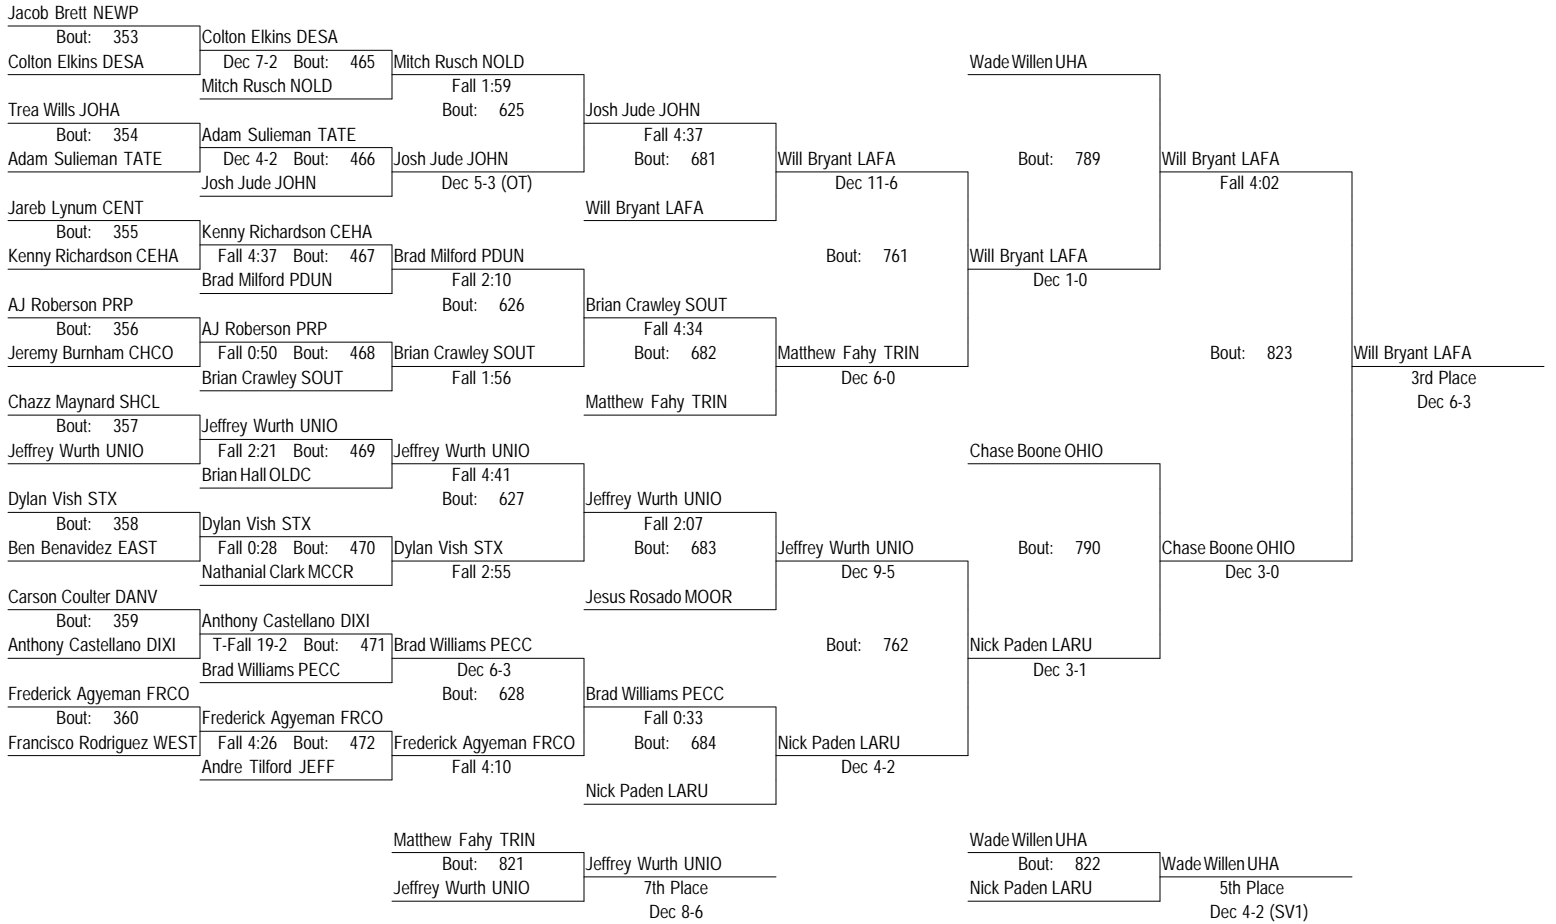 Jacob Brett NEWP
Bout: 353
Colton Elkins DESA
Colton Elkins DESA
Dec 7-2 Bout: 465
Mitch Rusch NOLD
Mitch Rusch NOLD
Fall 1:59
Bout: 625
Trea Wills JOHA
Bout: 354
Adam Sulieman TATE
Adam Sulieman TATE
Dec 4-2 Bout: 466
Josh Jude JOHN
Josh Jude JOHN
Dec 5-3 (OT)
Josh Jude JOHN
Fall 4:37
Bout: 681
Will Bryant LAFA
Will Bryant LAFA
Dec 11-6
Jareb Lynum CENT
Bout: 355
Kenny Richardson CEHA
Kenny Richardson CEHA
Fall 4:37 Bout: 467
Brad Milford PDUN
Brad Milford PDUN
Fall 2:10
Bout: 626
AJ Roberson PRP
Bout: 356
Jeremy Burnham CHCO
AJ Roberson PRP
Fall 0:50 Bout: 468
Brian Crawley SOUT
Brian Crawley SOUT
Fall 1:56
Brian Crawley SOUT
Fall 4:34
Bout: 682
Matthew Fahy TRIN
Matthew Fahy TRIN
Dec 6-0
Bout: 761
Will Bryant LAFA
Dec 1-0
Wade Willen UHA
Bout: 789
Will Bryant LAFA
Fall 4:02
Chazz Maynard SHCL
Bout: 357
Jeffrey Wurth UNIO
Jeffrey Wurth UNIO
Fall 2:21 Bout: 469
Brian Hall OLDC
Jeffrey Wurth UNIO
Fall 4:41
Bout: 627
Dylan Vish STX
Bout: 358
Ben Benavidez EAST
Dylan Vish STX
Fall 0:28 Bout: 470
Nathanial Clark MCCR
Dylan Vish STX
Fall 2:55
Jeffrey Wurth UNIO
Fall 2:07
Bout: 683
Jesus Rosado MOOR
Jeffrey Wurth UNIO
Dec 9-5
Carson Coulter DANV
Bout: 359
Anthony Castellano DIXI
Anthony Castellano DIXI
T-Fall 19-2 Bout: 471
Brad Williams PECC
Brad Williams PECC
Dec 6-3
Bout: 628
Frederick Agyeman FRCO
Bout: 360
Francisco Rodriguez WEST
Frederick Agyeman FRCO
Fall 4:26 Bout: 472
Andre Tilford JEFF
Frederick Agyeman FRCO
Fall 4:10
Brad Williams PECC
Fall 0:33
Bout: 684
Nick Paden LARU
Nick Paden LARU
Dec 4-2
Bout: 762
Nick Paden LARU
Dec 3-1
Chase Boone OHIO
Bout: 790
Chase Boone OHIO
Dec 3-0
Bout: 823
Will Bryant LAFA
3rd Place
Dec 6-3
Matthew Fahy TRIN
Bout: 821
Jeffrey Wurth UNIO
Jeffrey Wurth UNIO
7th Place
Dec 8-6
Wade Willen UHA
Bout: 822
Nick Paden LARU
Wade Willen UHA
5th Place
Dec 4-2 (SV1)